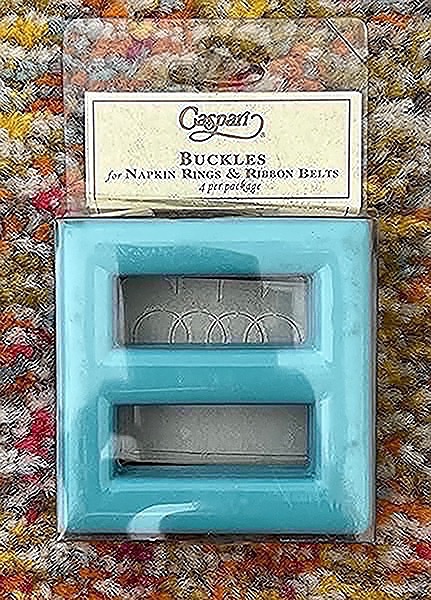 Caspari
BUCKLES
for NAPKIN RINGS & RIBBON BELTS
4 per package